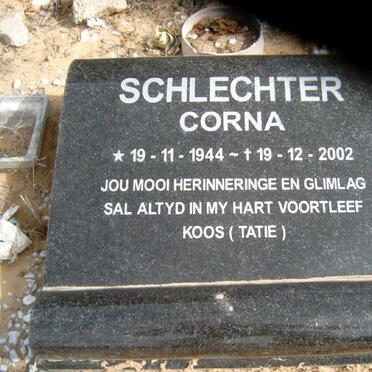 SCHLECHTER
CORNA
★ 19 - 11 - 1944 ~ † 19 - 12 - 2002
JOU MOOI HERINNERINGE EN GLIMLAG
SAL ALTYD IN MY HART VOORTLEEF
KOOS ( TATIE )